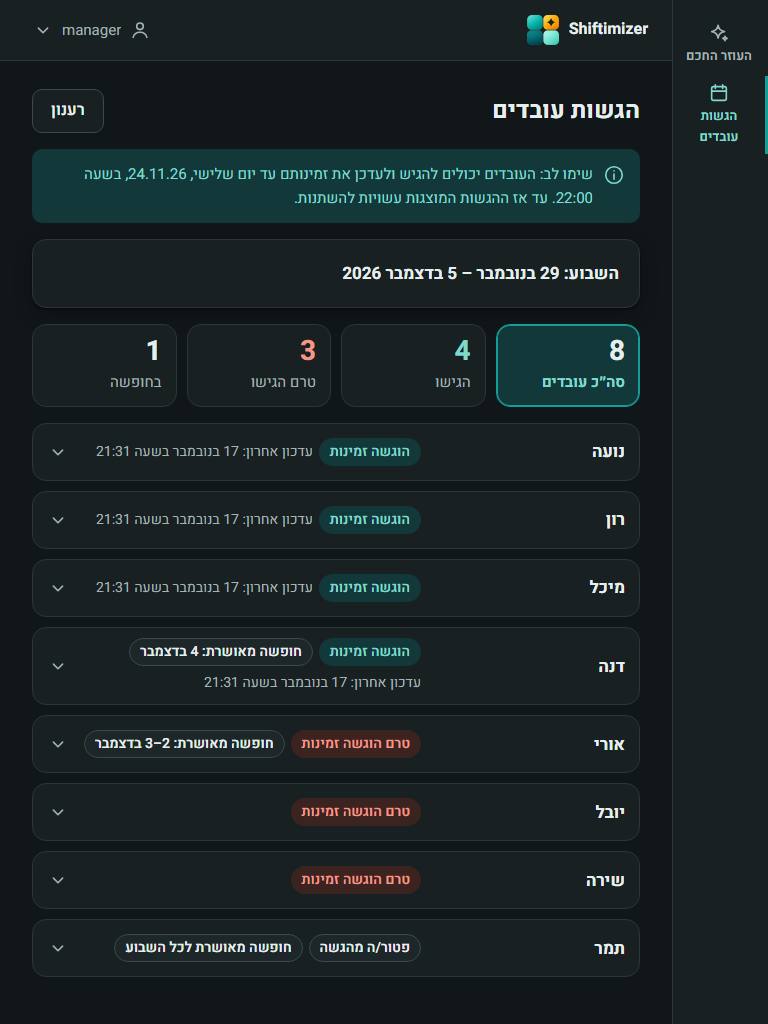 Shiftimizer
manager
העוזר החכם
הגשות
עובדים
הגשות עובדים
רענון
שימו לב: העובדים יכולים להגיש ולעדכן את זמינותם עד יום שלישי, 24.11.26, בשעה
22:00. עד אז ההגשות המוצגות עשויות להשתנות.
השבוע: 29 בנובמבר – 5 בדצמבר 2026
8
סה״כ עובדים
4
הגישו
3
טרם הגישו
1
בחופשה
נועה הוגשה זמינות עדכון אחרון: 17 בנובמבר בשעה 21:31
רון הוגשה זמינות עדכון אחרון: 17 בנובמבר בשעה 21:31
מיכל הוגשה זמינות עדכון אחרון: 17 בנובמבר בשעה 21:31
דנה הוגשה זמינות חופשה מאושרת: 4 בדצמבר
עדכון אחרון: 17 בנובמבר בשעה 21:31
אורי טרם הוגשה זמינות חופשה מאושרת: 2–3 בדצמבר
יובל טרם הוגשה זמינות
שירה טרם הוגשה זמינות
תמר פטור/ה מהגשה חופשה מאושרת לכל השבוע